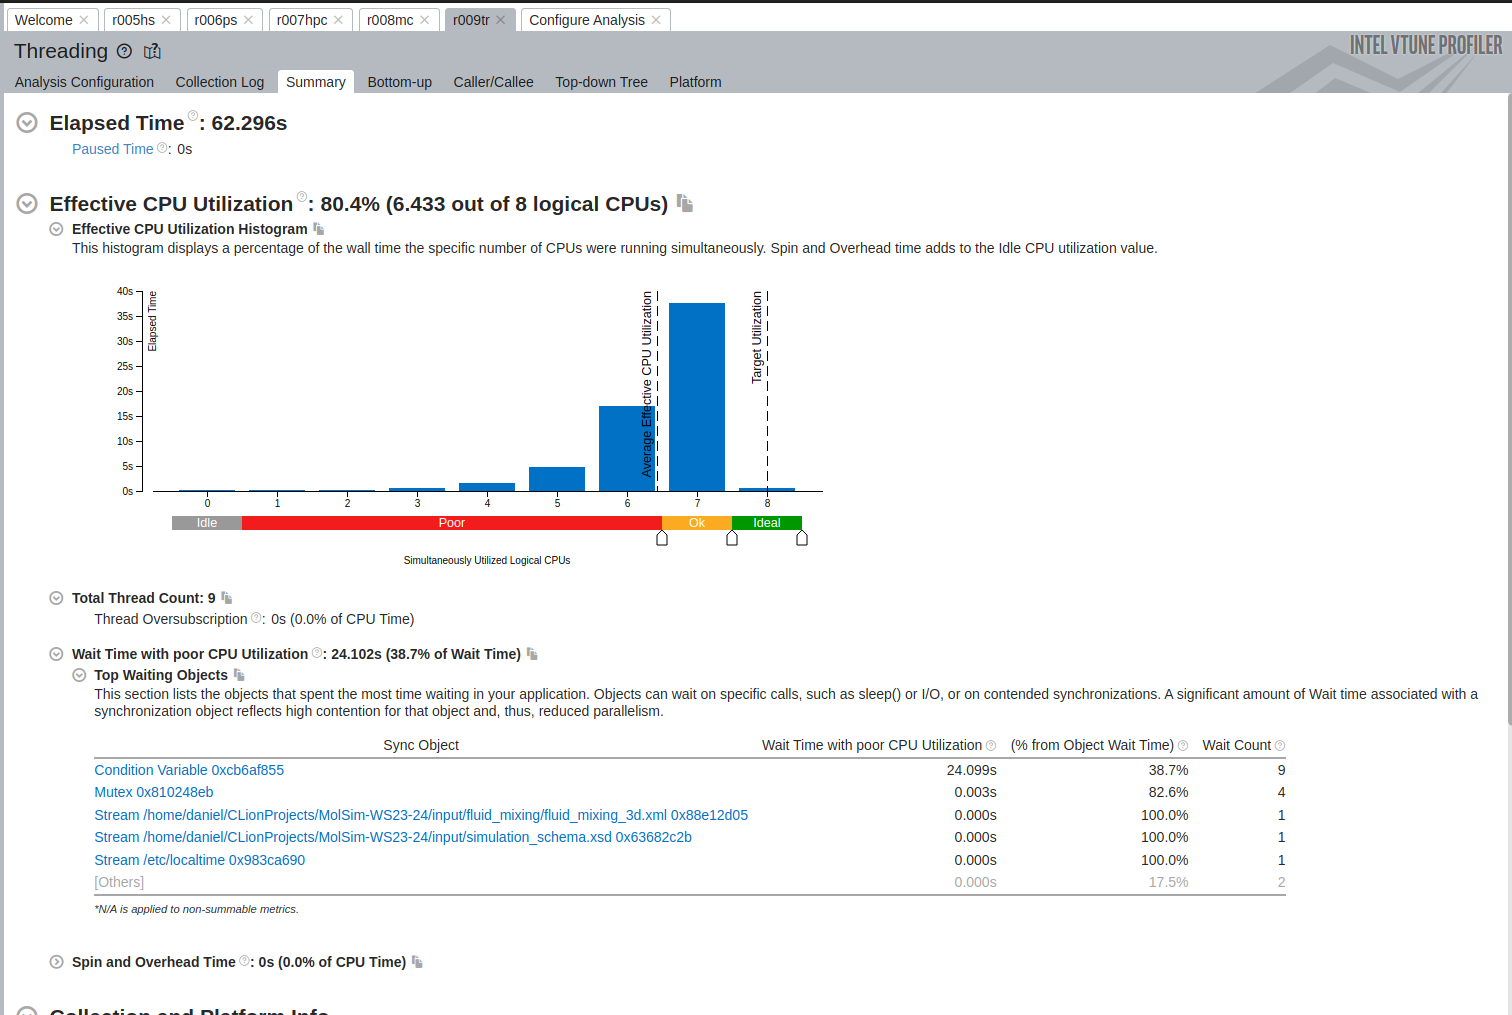 Welcome r005hs r006ps r007hpc r008mc r009tr Configure Analysis
Threading
INTEL VTUNE PROFILER
Analysis Configuration Collection Log Summary Bottom-up Caller/Callee Top-down Tree Platform
Elapsed Time : 62.296s
Paused Time : 0s
Effective CPU Utilization : 80.4% (6.433 out of 8 logical CPUs)
Effective CPU Utilization Histogram
This histogram displays a percentage of the wall time the specific number of CPUs were running simultaneously. Spin and Overhead time adds to the Idle CPU utilization value.
40s
35s
30s
25s
20s
15s
10s
5s
0s
Elapsed Time
Average Effective CPU Utilization
Target Utilization
0 1 2 3 4 5 6 7 8
Idle Poor Ok Ideal
Simultaneously Utilized Logical CPUs
Total Thread Count: 9
Thread Oversubscription : 0s (0.0% of CPU Time)
Wait Time with poor CPU Utilization : 24.102s (38.7% of Wait Time)
Top Waiting Objects
This section lists the objects that spent the most time waiting in your application. Objects can wait on specific calls, such as sleep() or I/O, or on contended synchronizations. A significant amount of Wait time associated with a
synchronization object reflects high contention for that object and, thus, reduced parallelism.
Sync Object Wait Time with poor CPU Utilization (% from Object Wait Time) Wait Count
Condition Variable 0xcb6af855 24.099s 38.7% 9
Mutex 0x810248eb 0.003s 82.6% 4
Stream /home/daniel/CLionProjects/MolSim-WS23-24/input/fluid_mixing/fluid_mixing_3d.xml 0x88e12d05 0.000s 100.0% 1
Stream /home/daniel/CLionProjects/MolSim-WS23-24/input/simulation_schema.xsd 0x63682c2b 0.000s 100.0% 1
Stream /etc/localtime 0x983ca690 0.000s 100.0% 1
[Others] 0.000s 17.5% 2
*N/A is applied to non-summable metrics.
Spin and Overhead Time : 0s (0.0% of CPU Time)
Collection and Platform Info